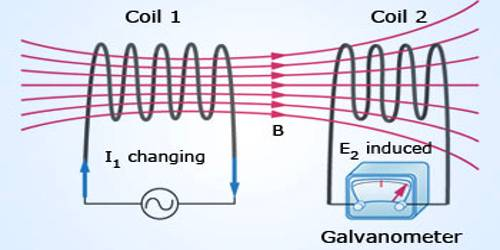 Coil 1
Coil 2
B
I₁ changing
E₂ induced
Galvanometer